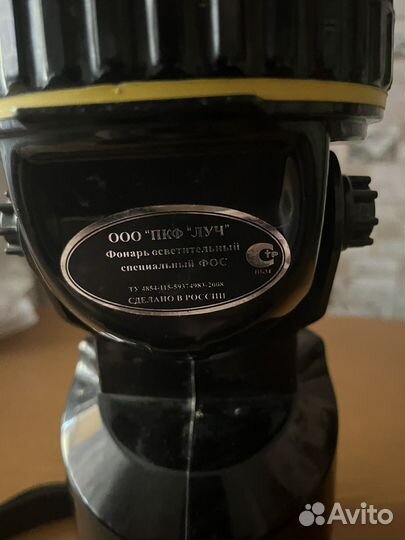 ООО "ПКФ "ЛУЧ"
Фонарь осветительный
специальный ФОС
ТУ 4854-115-59374983-2008
СДЕЛАНО В РОССИИ
Avito